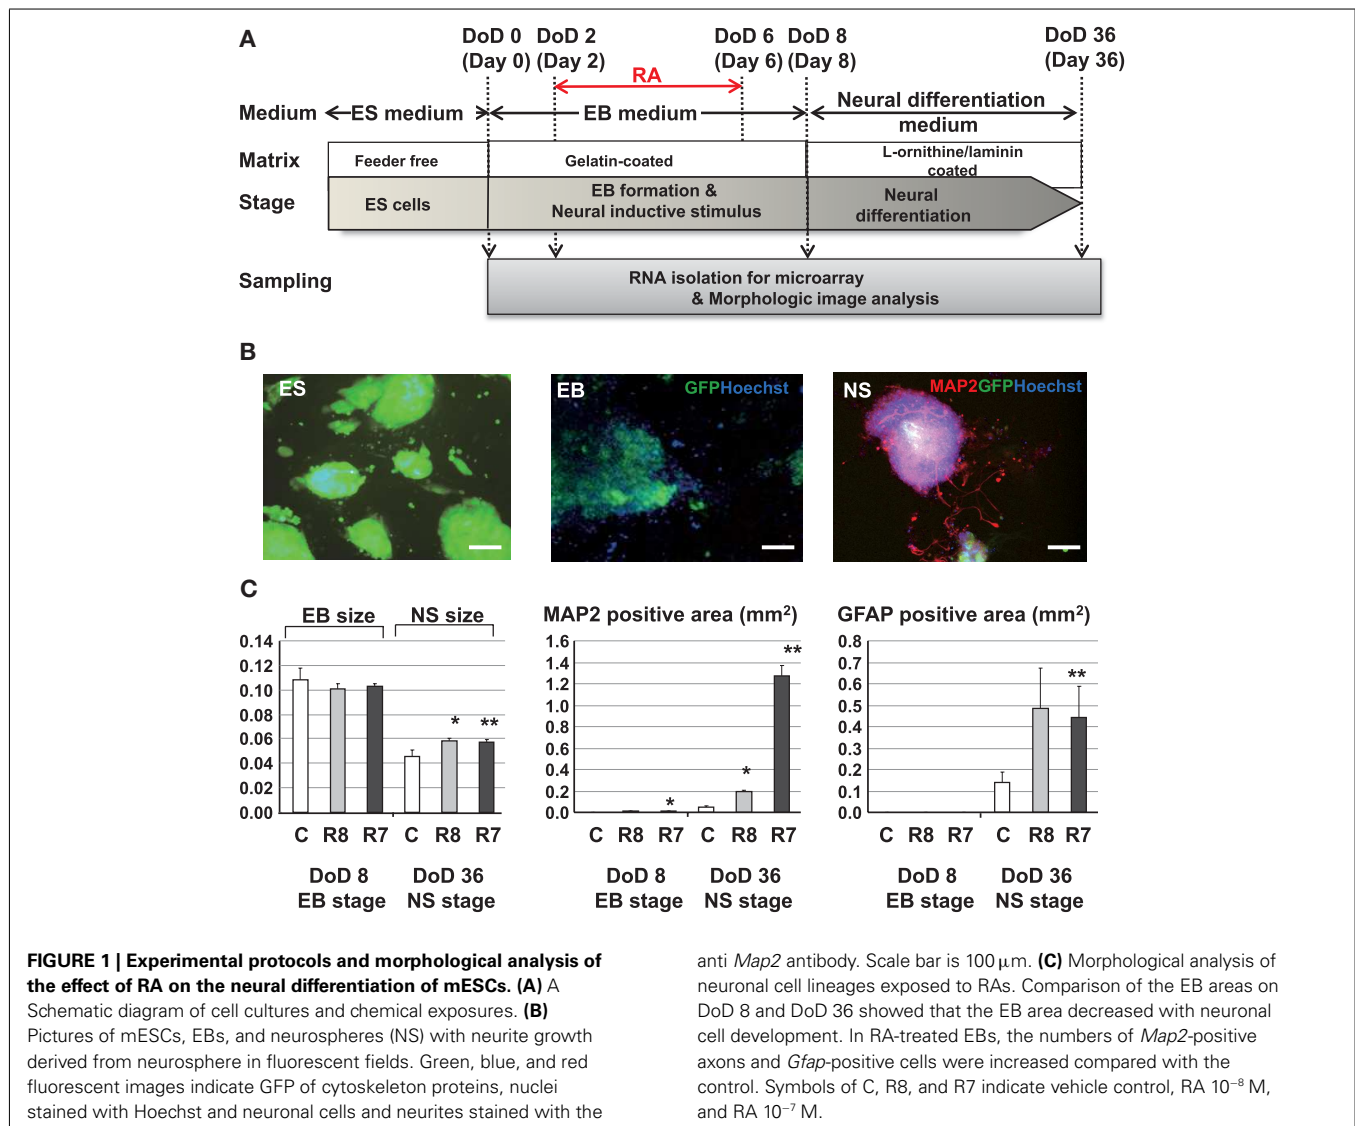 A
DoD 0 DoD 2 DoD 6 DoD 8 DoD 36
(Day 0) (Day 2) (Day 6) (Day 8) (Day 36)
RA
Medium ES medium EB medium Neural differentiation
medium
Matrix Feeder free Gelatin-coated L-ornithine/laminin
coated
Stage ES cells EB formation & Neural
Neural inductive stimulus differentiation
Sampling RNA isolation for microarray
& Morphologic image analysis
B
ES EB GFPHoechst NS MAP2GFPHoechst
C
EB size NS size MAP2 positive area (mm²) GFAP positive area (mm²)
0.14 1.6 0.8
0.12 1.4 0.7
0.10 1.2 0.6
0.08 1.0 0.5
0.06 0.8 0.4
0.04 0.6 0.3
0.02 0.4 0.2
0.00 0.2 0.1
0.0 0.0
* ** * * ** **
C R8 R7 C R8 R7 C R8 R7 C R8 R7 C R8 R7 C R8 R7
DoD 8 DoD 36 DoD 8 DoD 36 DoD 8 DoD 36
EB stage NS stage EB stage NS stage EB stage NS stage
FIGURE 1 | Experimental protocols and morphological analysis of
the effect of RA on the neural differentiation of mESCs. (A) A
Schematic diagram of cell cultures and chemical exposures. (B)
Pictures of mESCs, EBs, and neurospheres (NS) with neurite growth
derived from neurosphere in fluorescent fields. Green, blue, and red
fluorescent images indicate GFP of cytoskeleton proteins, nuclei
stained with Hoechst and neuronal cells and neurites stained with the
anti Map2 antibody. Scale bar is 100 μm. (C) Morphological analysis of
neuronal cell lineages exposed to RAs. Comparison of the EB areas on
DoD 8 and DoD 36 showed that the EB area decreased with neuronal
cell development. In RA-treated EBs, the numbers of Map2-positive
axons and Gfap-positive cells were increased compared with the
control. Symbols of C, R8, and R7 indicate vehicle control, RA 10⁻⁸ M,
and RA 10⁻⁷ M.